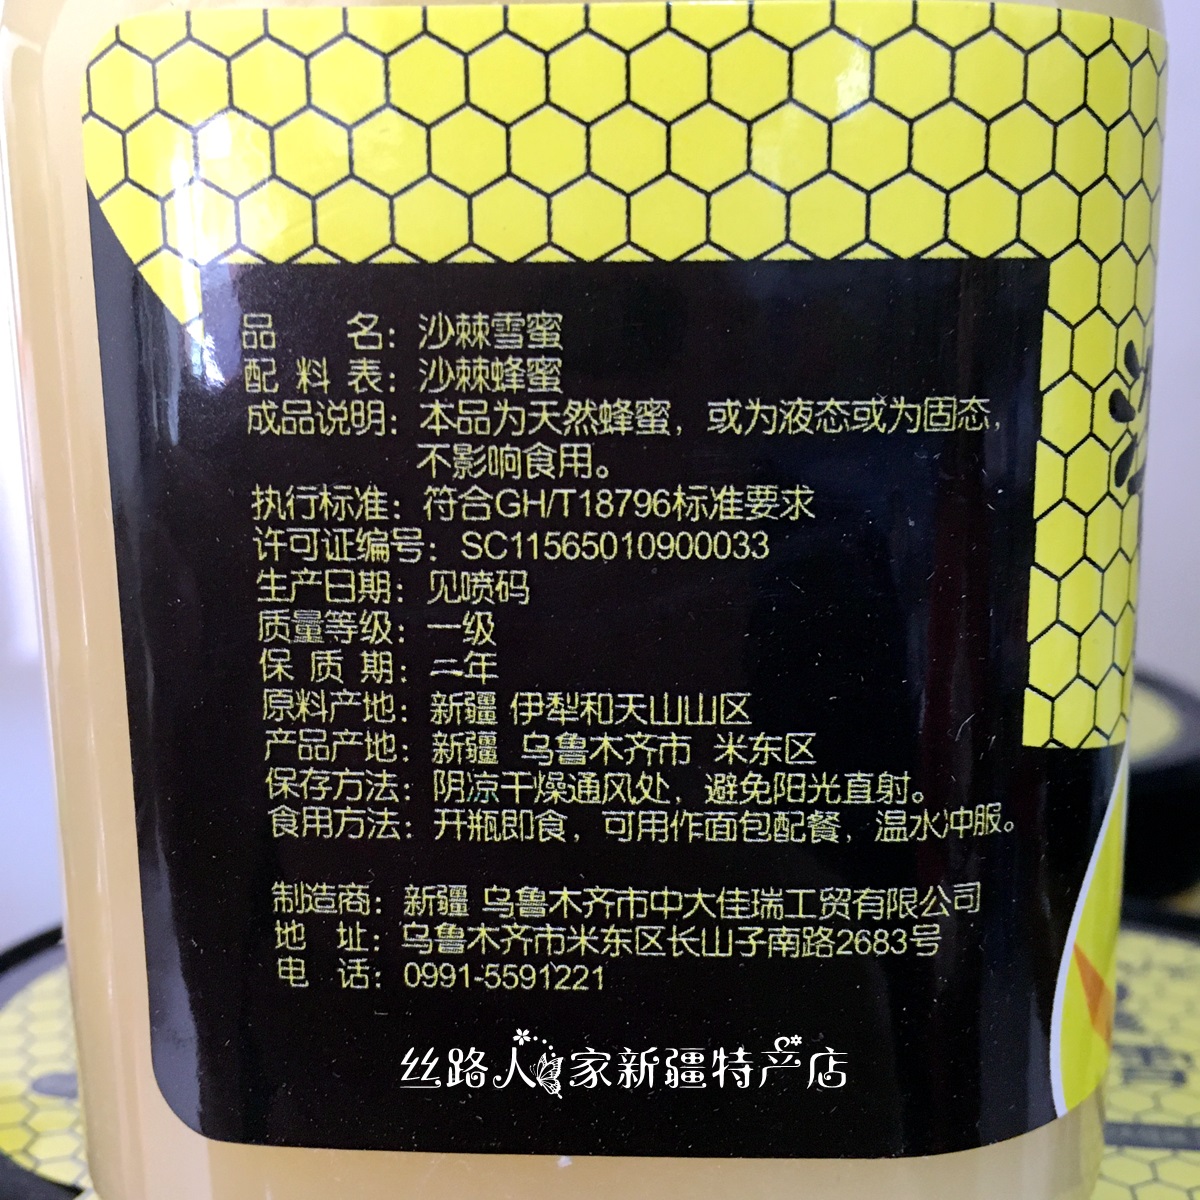 品 名：沙棘雪蜜
配 料 表：沙棘蜂蜜
成品说明：本品为天然蜂蜜，或为液态或为固态，
不影响食用。
执行标准：符合GH/T18796标准要求
许可证编号：SC11565010900033
生产日期：见喷码
质量等级：一级
保 质 期：二年
原料产地：新疆 伊犁和天山山区
产品产地：新疆 乌鲁木齐市 米东区
保存方法：阴凉干燥通风处，避免阳光直射。
食用方法：开瓶即食，可用作面包配餐，温水冲服。
制造商：新疆 乌鲁木齐市中大佳瑞工贸有限公司
地 址：乌鲁木齐市米东区长山子南路2683号
电 话：0991-5591221
丝路人家新疆特产店